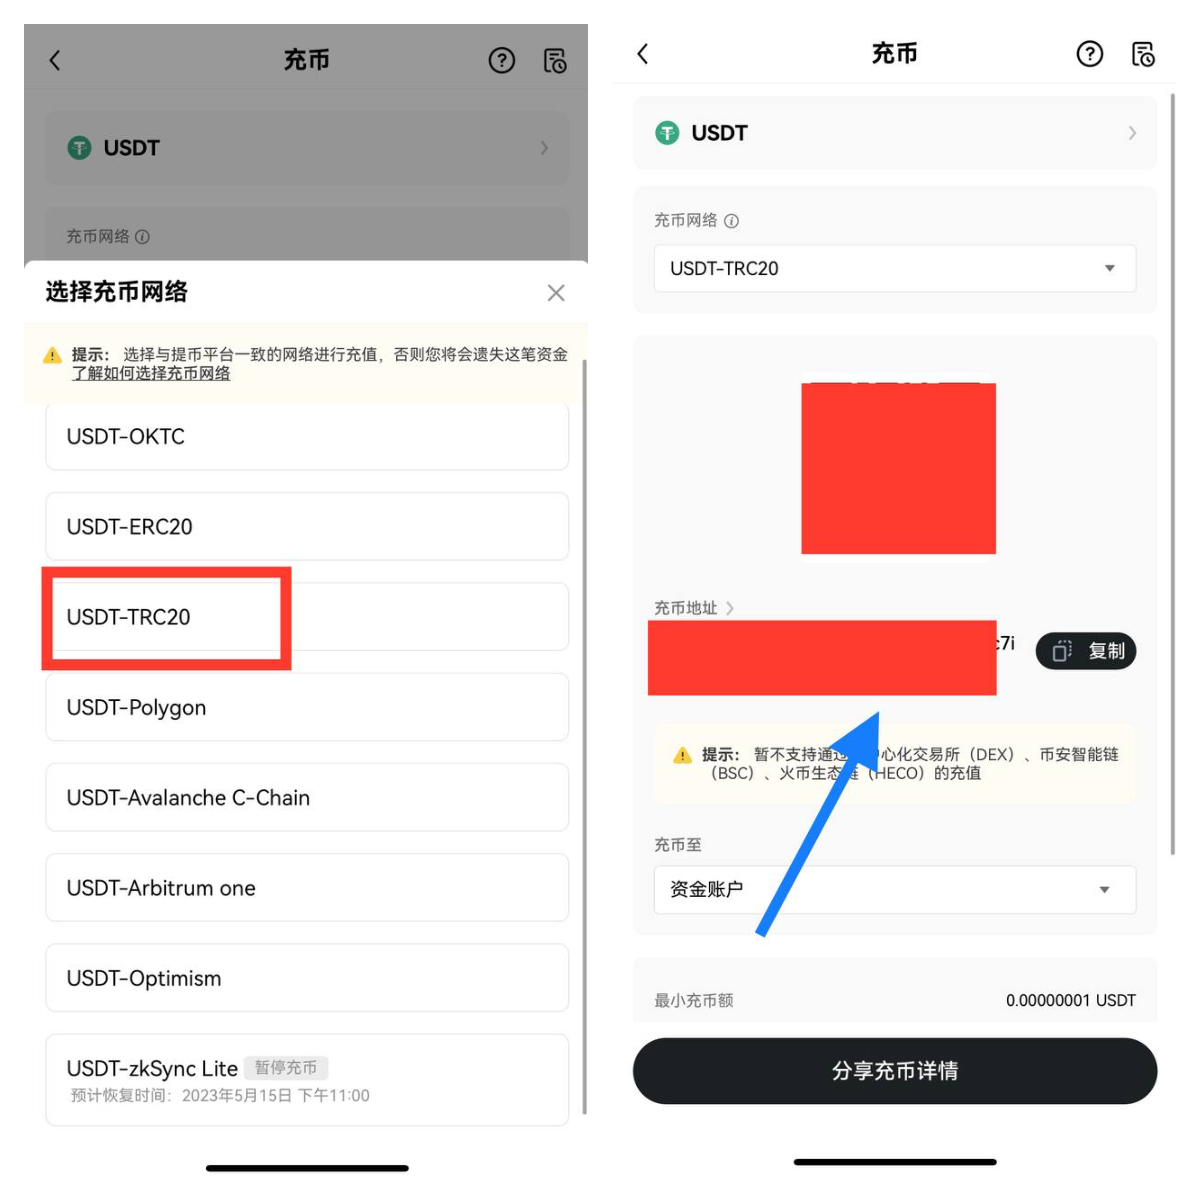 充币
USDT
充币网络
选择充币网络
提示： 选择与提币平台一致的网络进行充值，否则您将会遗失这笔资金
了解如何选择充币网络
USDT-OKTC
USDT-ERC20
USDT-TRC20
USDT-Polygon
USDT-Avalanche C-Chain
USDT-Arbitrum one
USDT-Optimism
USDT-zkSync Lite 暂停充币
预计恢复时间：2023年5月15日 下午11:00
充币
USDT
充币网络
USDT-TRC20
充币地址
7i
复制
提示： 暂不支持通过 中心化交易所（DEX）、币安智能链
（BSC）、火币生态链（HECO）的充值
充币至
资金账户
最小充币额 0.00000001 USDT
分享充币详情